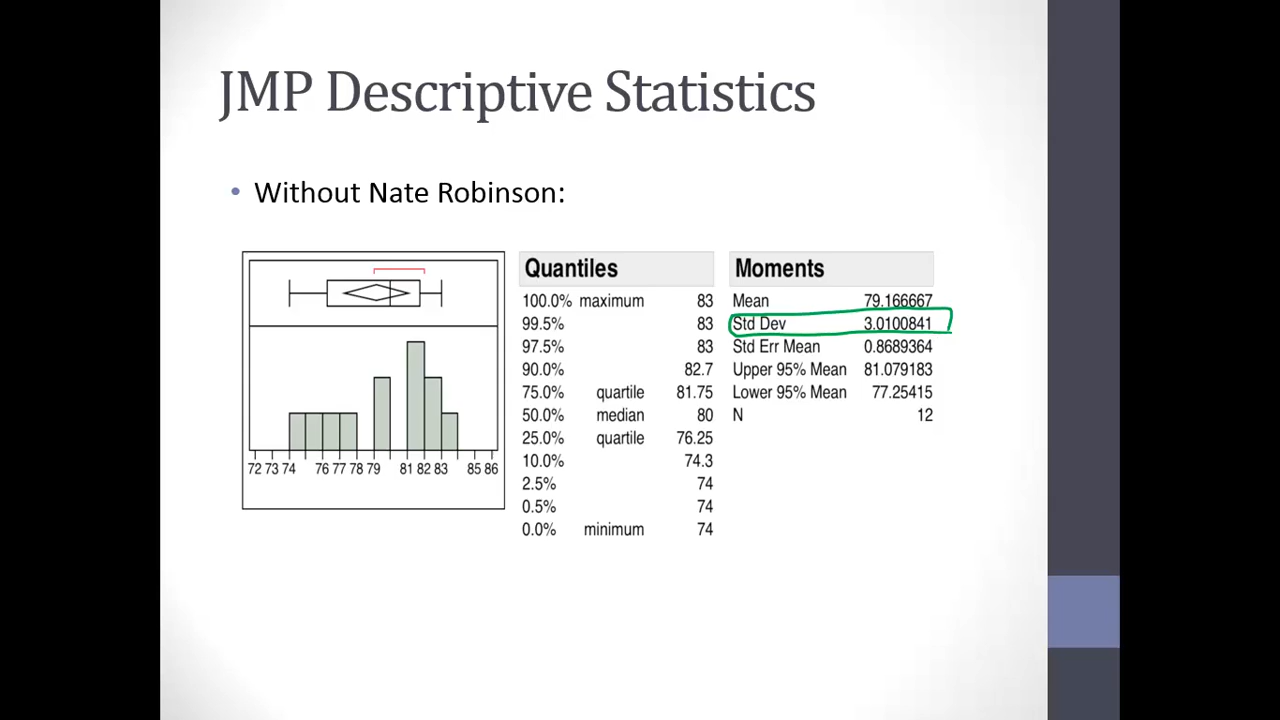 JMP Descriptive Statistics
• Without Nate Robinson:
72 73 74 76 77 78 79 81 82 83 85 86
Quantiles
100.0% maximum 83
99.5% 83
97.5% 83
90.0% 82.7
75.0% quartile 81.75
50.0% median 80
25.0% quartile 76.25
10.0% 74.3
2.5% 74
0.5% 74
0.0% minimum 74
Moments
Mean 79.166667
Std Dev 3.0100841
Std Err Mean 0.8689364
Upper 95% Mean 81.079183
Lower 95% Mean 77.25415
N 12